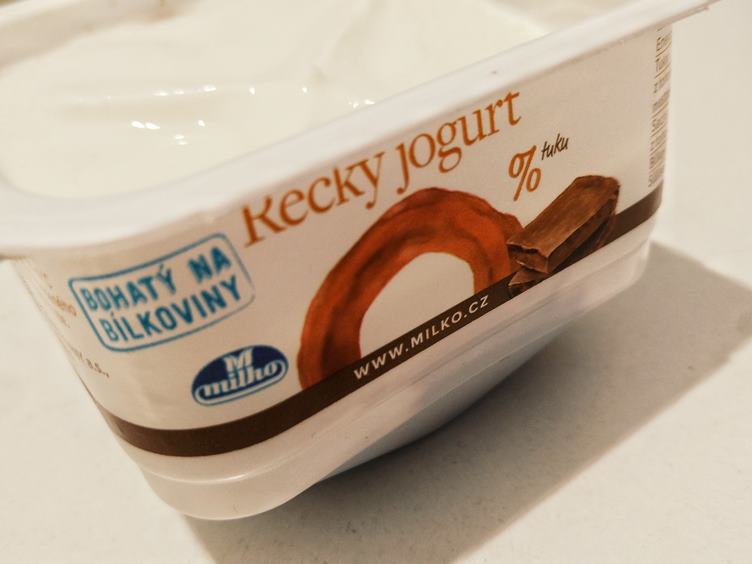 Řecký jogurt
% tuku
BOHATÝ NA
BÍLKOVINY
M
milko
WWW.MILKO.CZ